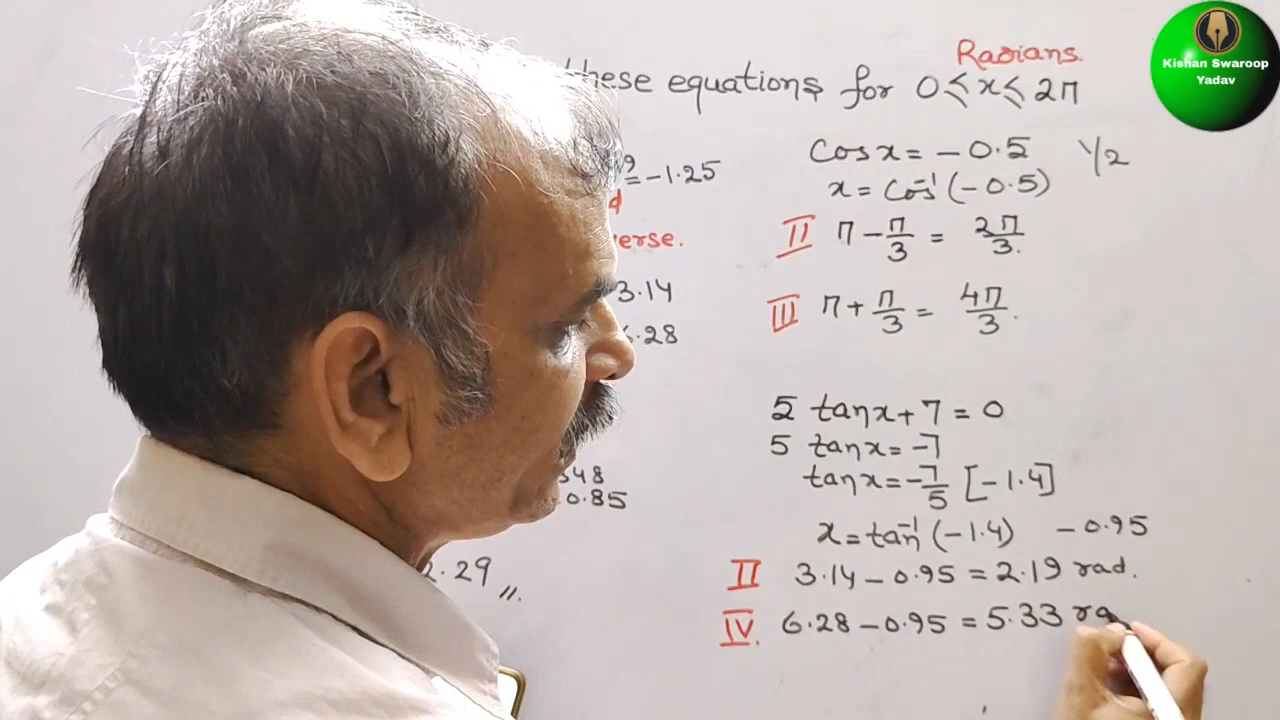 Radians.
these equations for 0 ≤ x ≤ 2π
Kishan Swaroop
Yadav
= -1.25
erse.
3.14
.28
348
0.85
2.29 //.
Cos x = -0.5 1/2
x = Cos⁻¹(-0.5)
II π - π/3 = 2π/3.
III π + π/3 = 4π/3.
5 tan x + 7 = 0
5 tan x = -7
tan x = -7/5 [-1.4]
x = tan⁻¹(-1.4) -0.95
II 3.14 - 0.95 = 2.19 rad.
IV. 6.28 - 0.95 = 5.33 ra